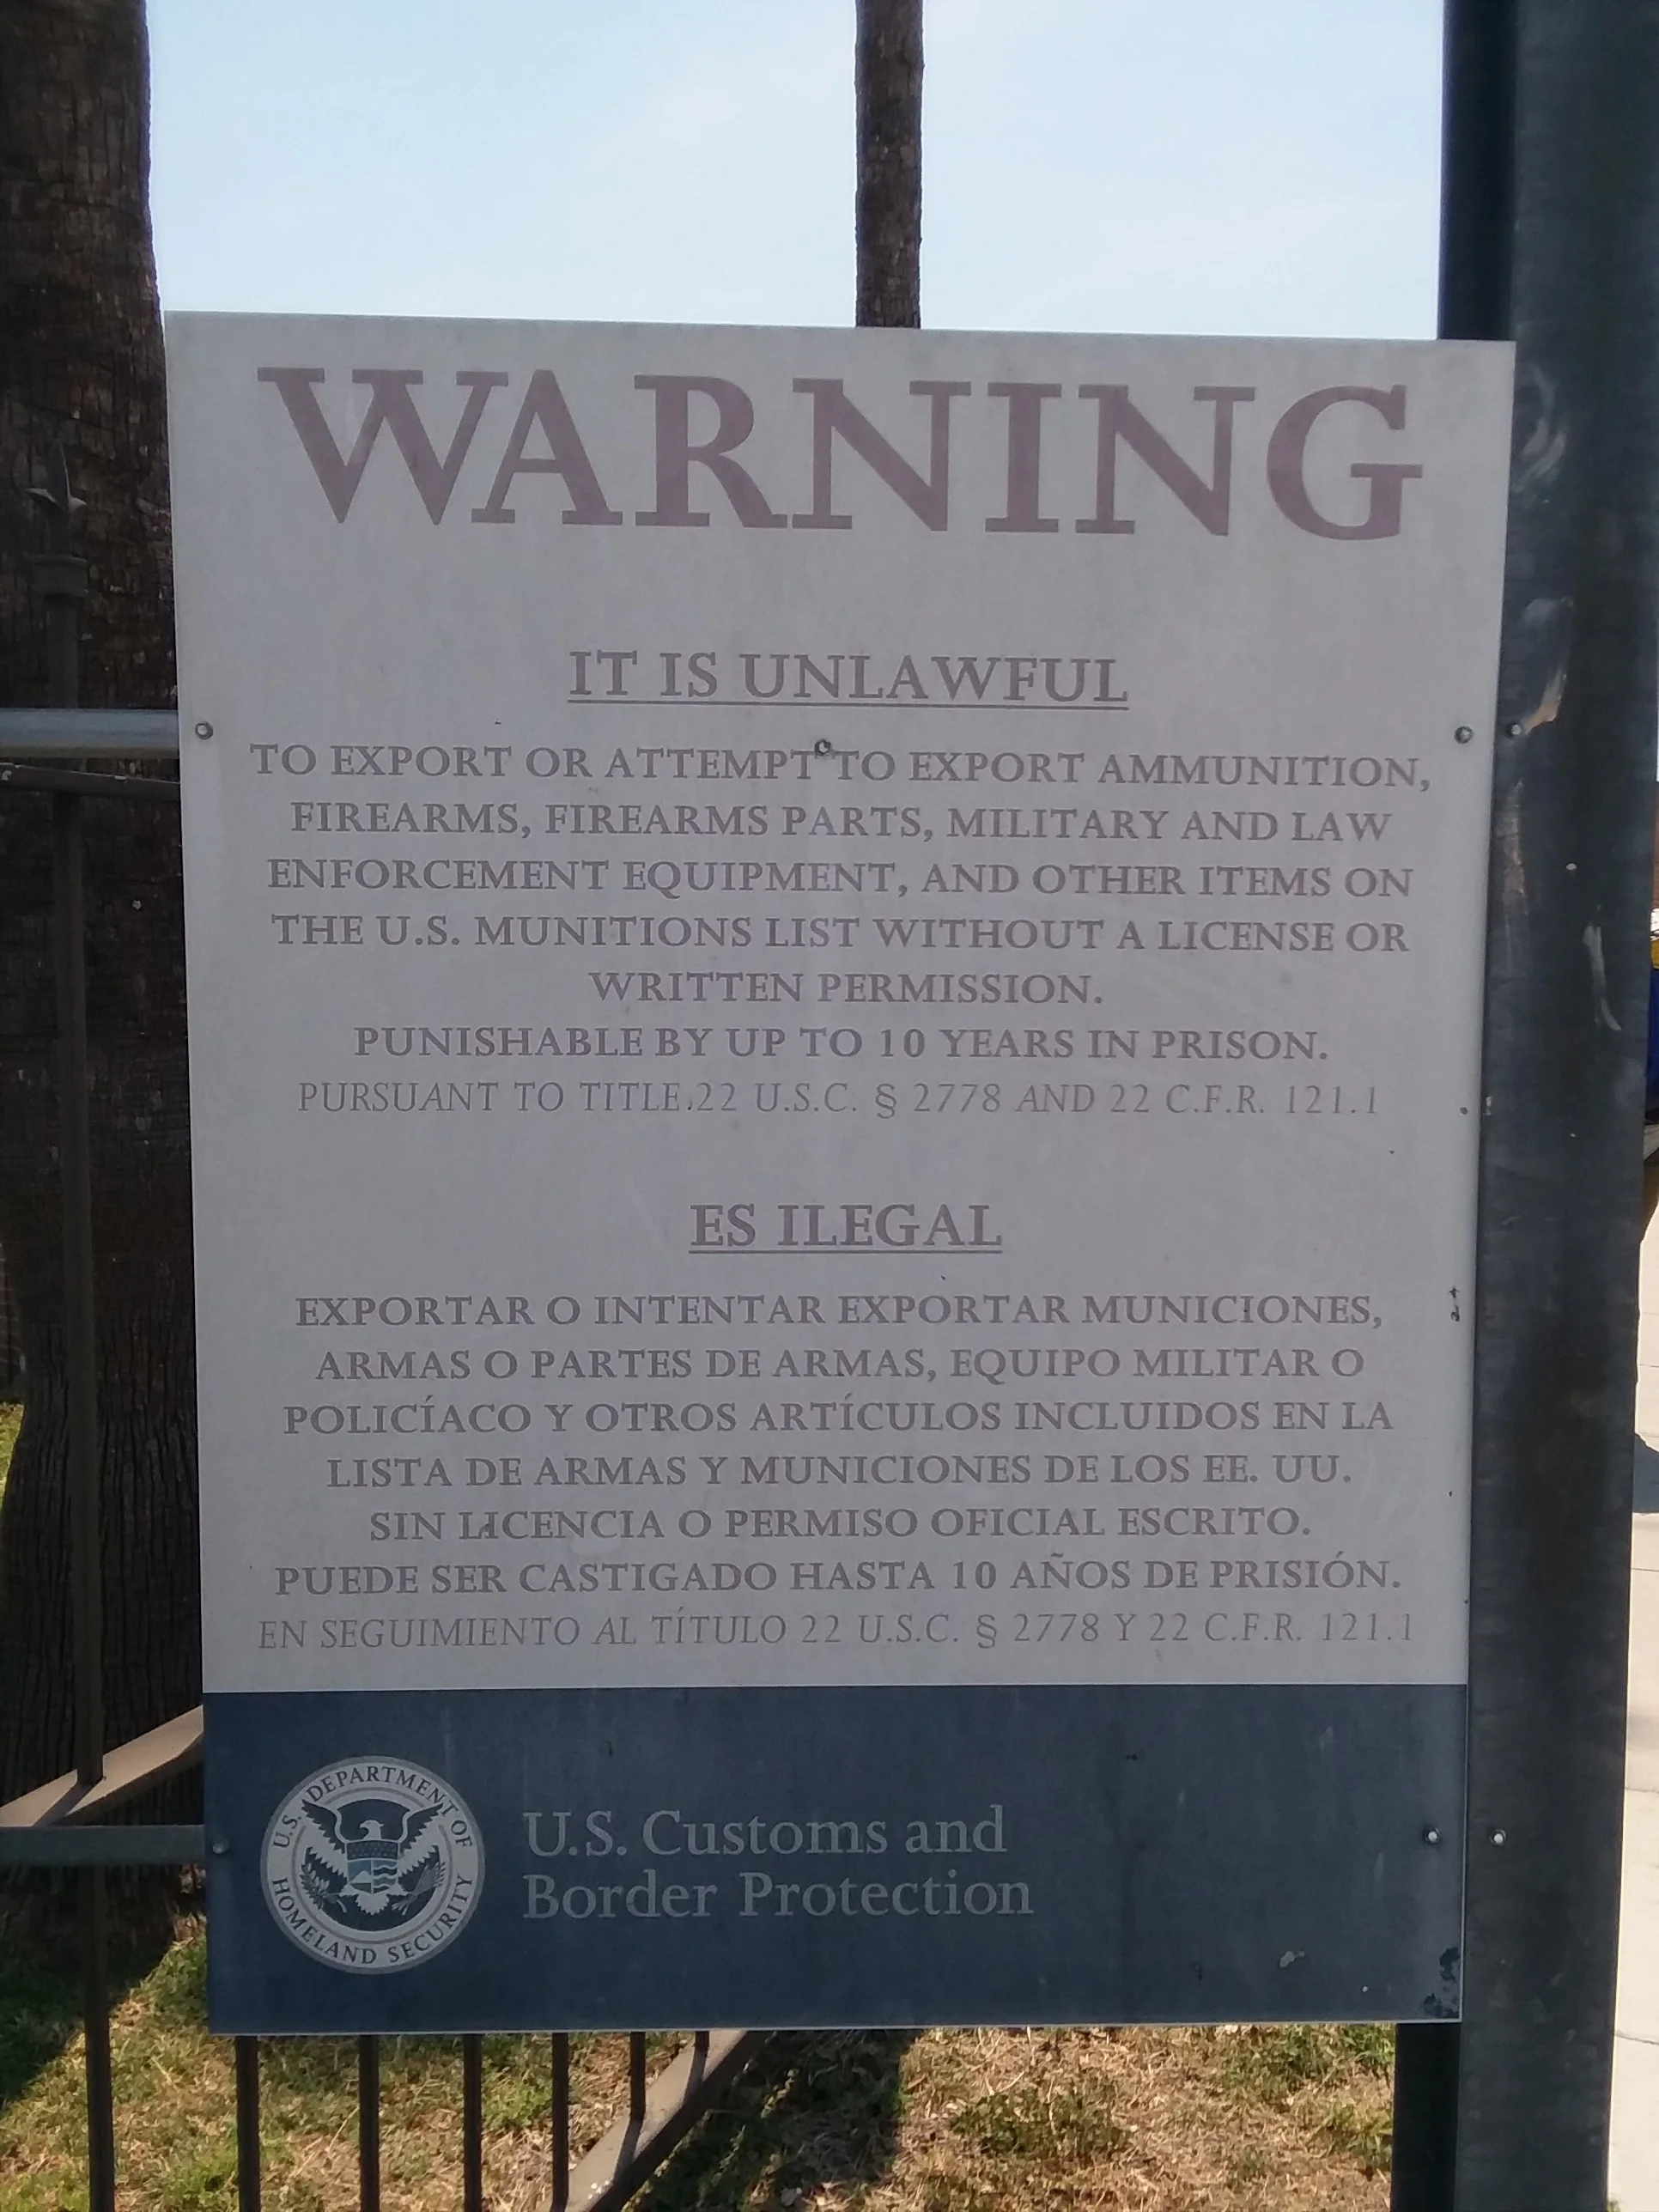 WARNING
IT IS UNLAWFUL
TO EXPORT OR ATTEMPT TO EXPORT AMMUNITION,
FIREARMS, FIREARMS PARTS, MILITARY AND LAW
ENFORCEMENT EQUIPMENT, AND OTHER ITEMS ON
THE U.S. MUNITIONS LIST WITHOUT A LICENSE OR
WRITTEN PERMISSION.
PUNISHABLE BY UP TO 10 YEARS IN PRISON.
PURSUANT TO TITLE 22 U.S.C. § 2778 AND 22 C.F.R. 121.1
ES ILEGAL
EXPORTAR O INTENTAR EXPORTAR MUNICIONES,
ARMAS O PARTES DE ARMAS, EQUIPO MILITAR O
POLICÍACO Y OTROS ARTÍCULOS INCLUIDOS EN LA
LISTA DE ARMAS Y MUNICIONES DE LOS EE. UU.
SIN LICENCIA O PERMISO OFICIAL ESCRITO.
PUEDE SER CASTIGADO HASTA 10 AÑOS DE PRISIÓN.
EN SEGUIMIENTO AL TÍTULO 22 U.S.C. § 2778 Y 22 C.F.R. 121.1
U.S. DEPARTMENT OF
HOMELAND SECURITY
U.S. Customs and
Border Protection